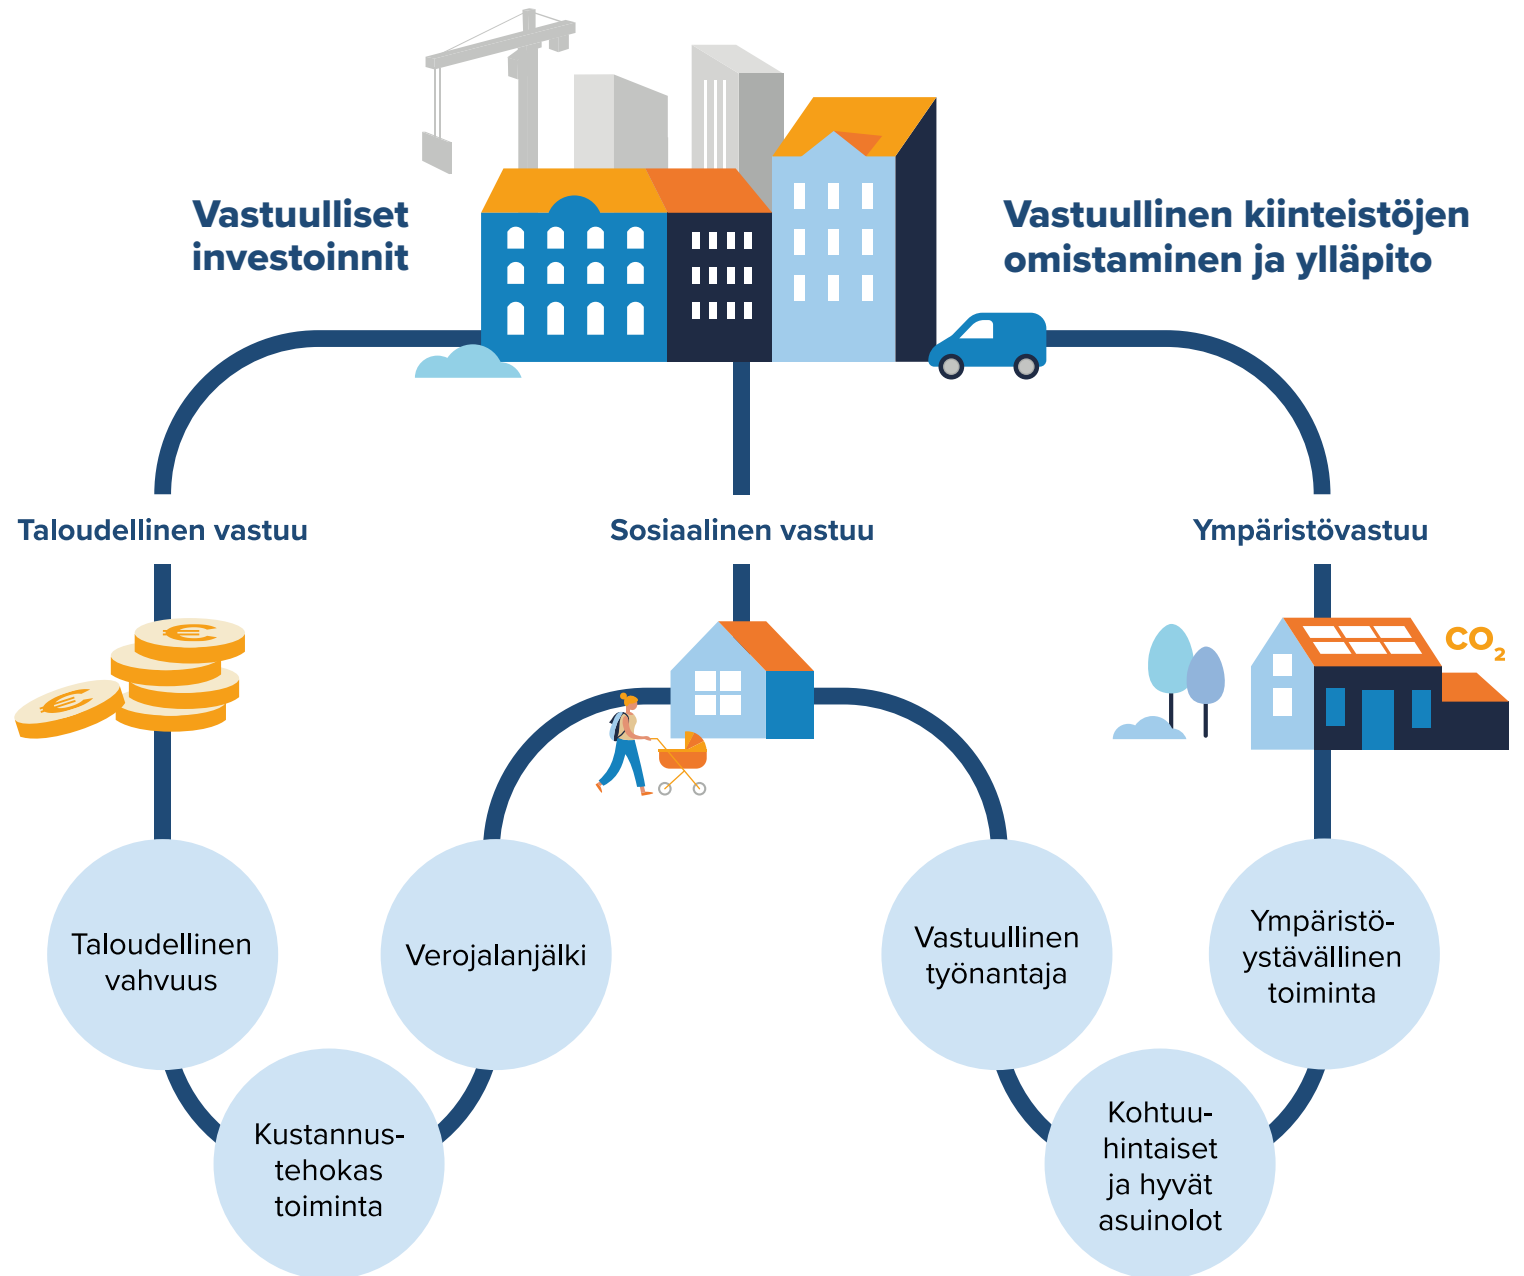 Vastuulliset
investoinnit
Vastuullinen kiinteistöjen
omistaminen ja ylläpito
Taloudellinen vastuu
Sosiaalinen vastuu
Ympäristövastuu
€
€
CO₂
Taloudellinen
vahvuus
Verojalanjälki
Vastuullinen
työnantaja
Ympäristö-
ystävällinen
toiminta
Kustannus-
tehokas
toiminta
Kohtuu-
hintaiset
ja hyvät
asuinolot